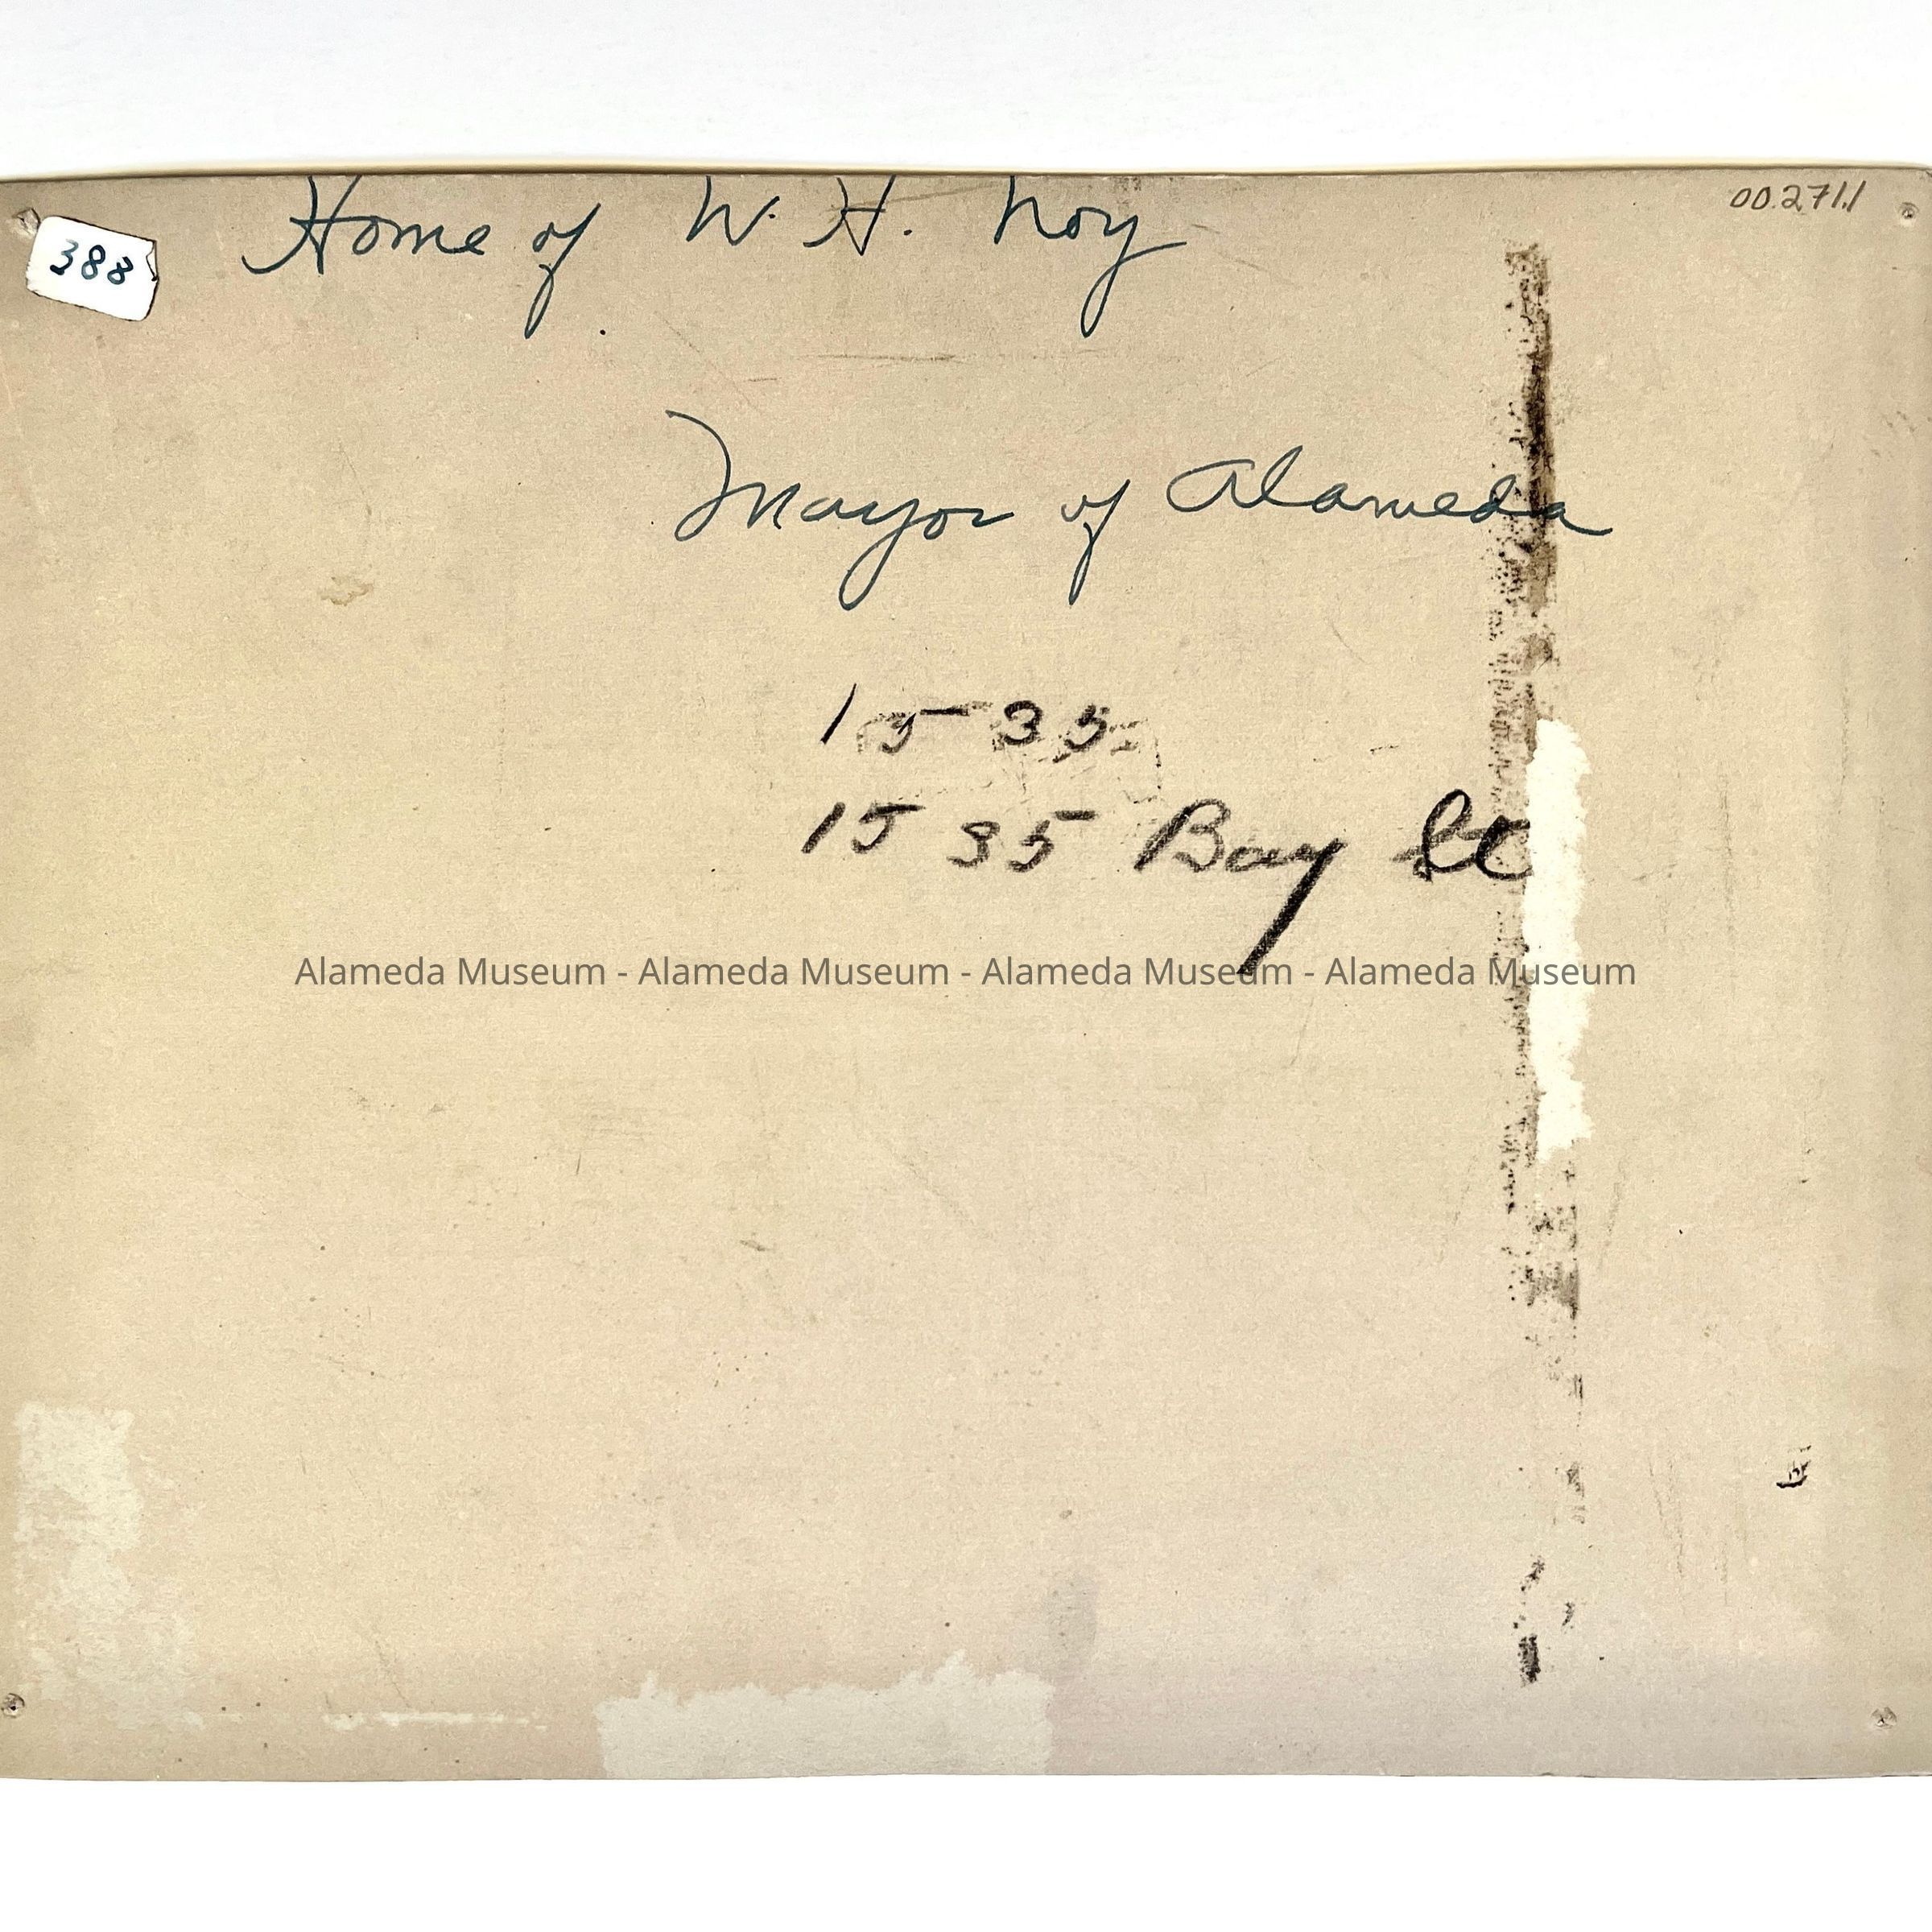 00.271.1
388
Home of W. H. Noy
Mayor of Alameda
1535
1535 Bay St
Alameda Museum - Alameda Museum - Alameda Museum - Alameda Museum